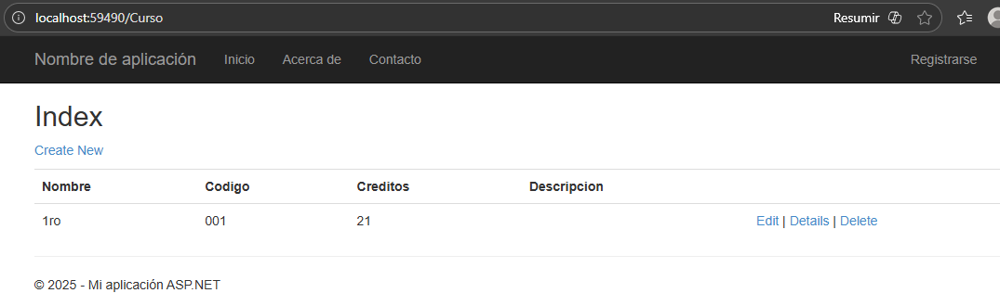 localhost:59490/Curso Resumir
Nombre de aplicación Inicio Acerca de Contacto Registrarse
Index
Create New
Nombre Codigo Creditos Descripcion
1ro 001 21 Edit | Details | Delete
© 2025 - Mi aplicación ASP.NET